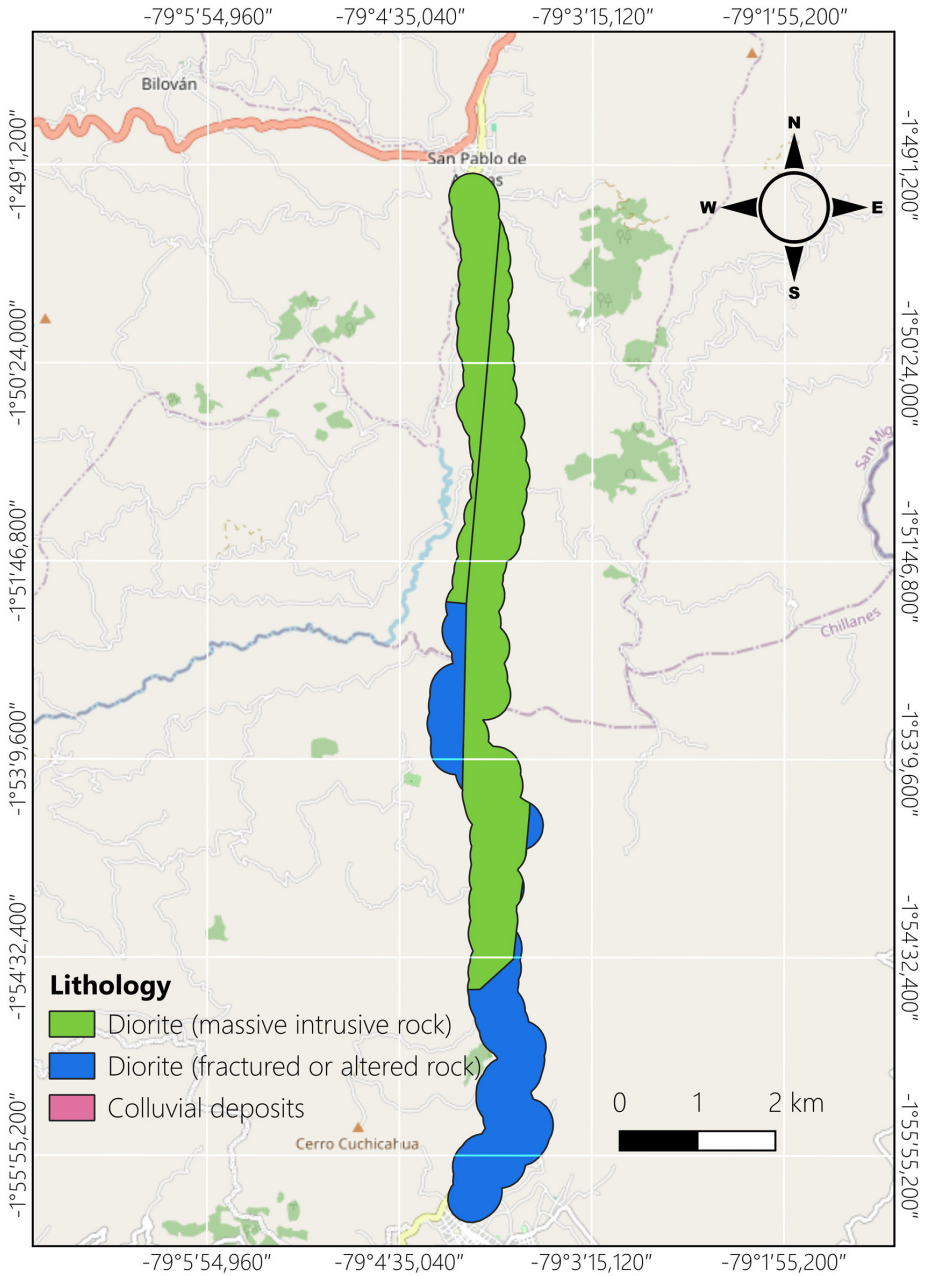 -79°5'54,960"
-79°4'35,040"
-79°3'15,120"
-79°1'55,200"
Bilován
San Pablo de
N
W
E
S
-1°49'1,200"
-1°49'1,200"
-1°50'24,000"
-1°50'24,000"
San Mig
-1°51'46,800"
-1°51'46,800"
Chillanes
-1°53'9,600"
-1°53'9,600"
-1°54'32,400"
-1°54'32,400"
Lithology
Diorite (massive intrusive rock)
Diorite (fractured or altered rock)
Colluvial deposits
0 1 2 km
Cerro Cuchicahua
-1°55'55,200"
-1°55'55,200"
-79°5'54,960"
-79°4'35,040"
-79°3'15,120"
-79°1'55,200"